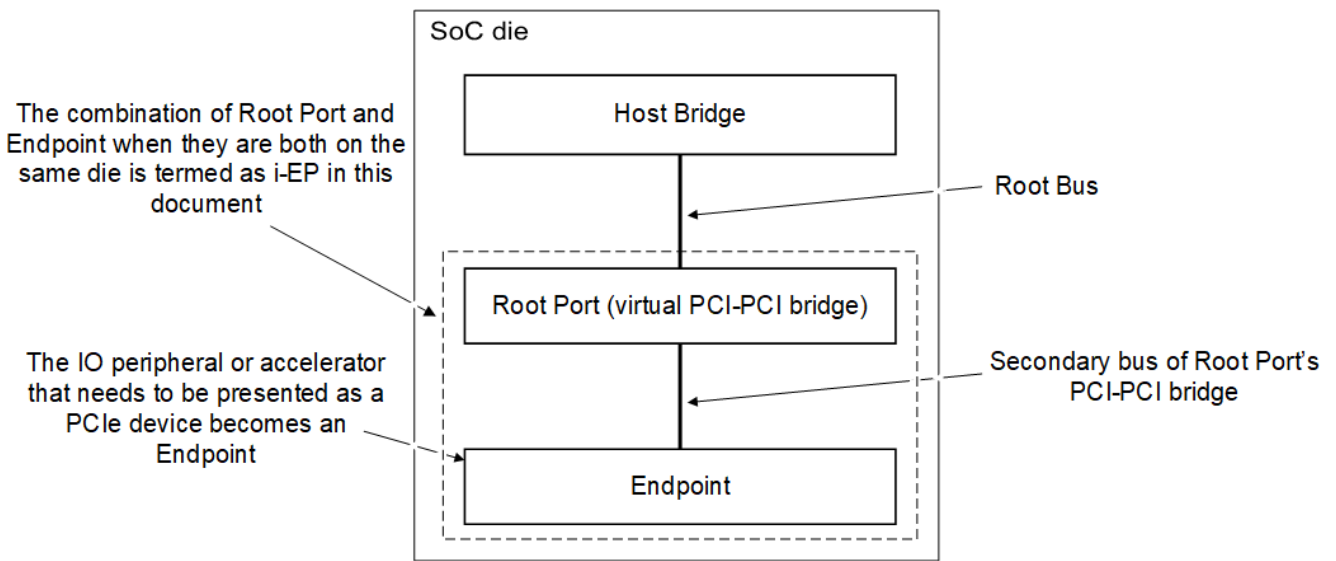 SoC die
Host Bridge
The combination of Root Port and
Endpoint when they are both on the
same die is termed as i-EP in this
document
Root Bus
Root Port (virtual PCI-PCI bridge)
The IO peripheral or accelerator
that needs to be presented as a
PCIe device becomes an
Endpoint
Secondary bus of Root Port's
PCI-PCI bridge
Endpoint